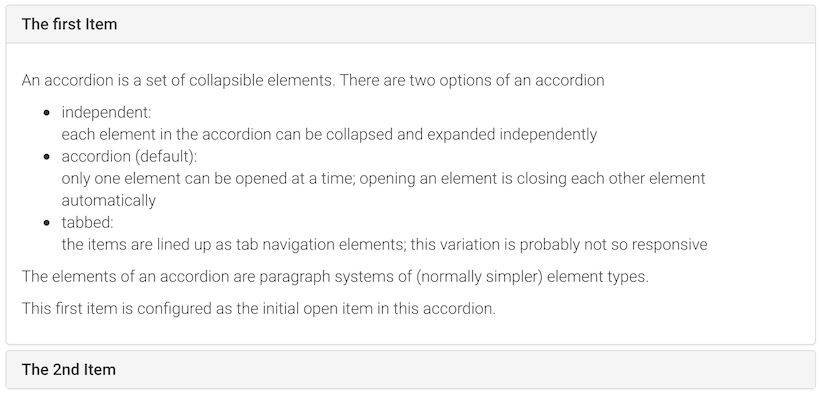 The first Item
An accordion is a set of collapsible elements. There are two options of an accordion
independent:
each element in the accordion can be collapsed and expanded independently
accordion (default):
only one element can be opened at a time; opening an element is closing each other element
automatically
tabbed:
the items are lined up as tab navigation elements; this variation is probably not so responsive
The elements of an accordion are paragraph systems of (normally simpler) element types.
This first item is configured as the initial open item in this accordion.
The 2nd Item